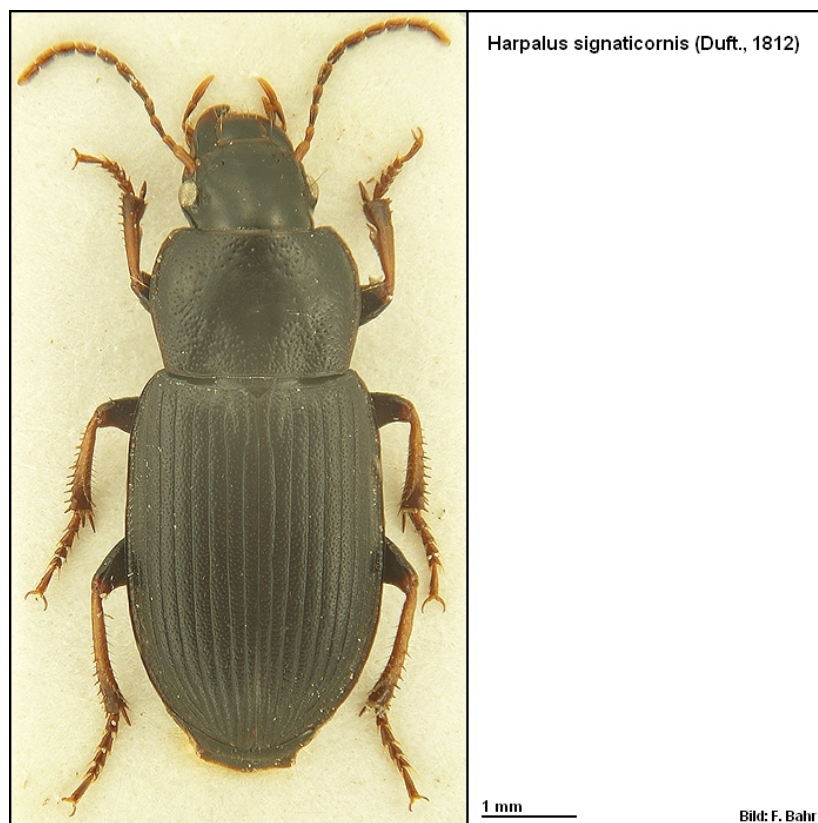 Harpalus signaticornis (Duft., 1812)
1 mm
Bild: F. Bahr